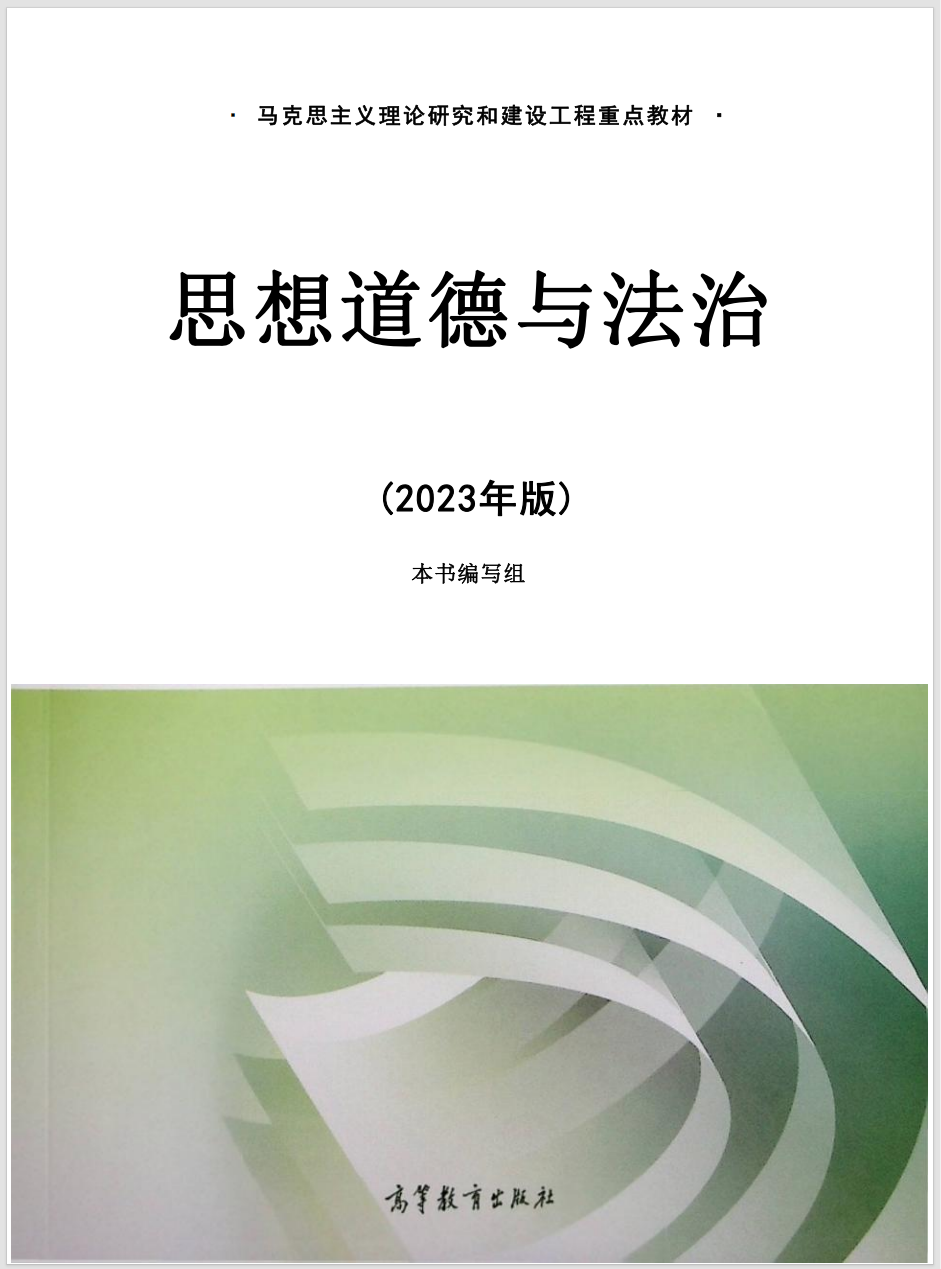 · 马克思主义理论研究和建设工程重点教材 ·
思想道德与法治
(2023年版)
本书编写组
高等教育出版社